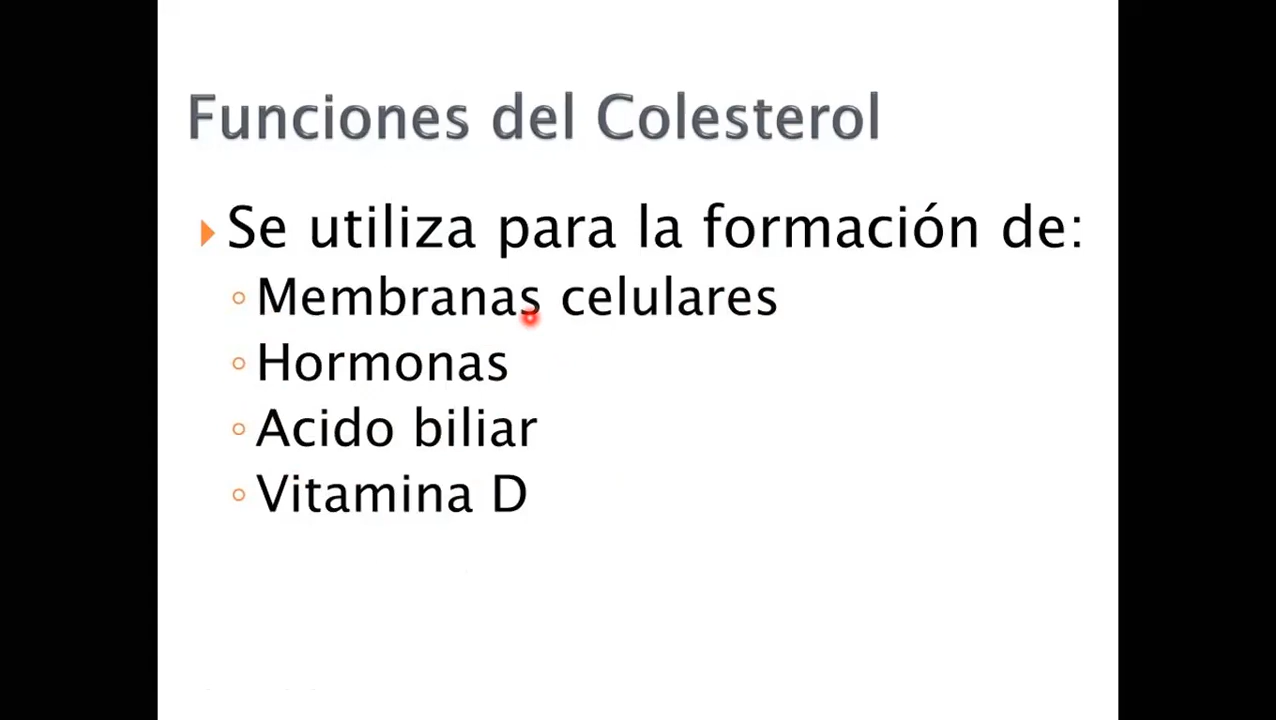 Funciones del Colesterol
Se utiliza para la formación de:
Membranas celulares
Hormonas
Acido biliar
Vitamina D